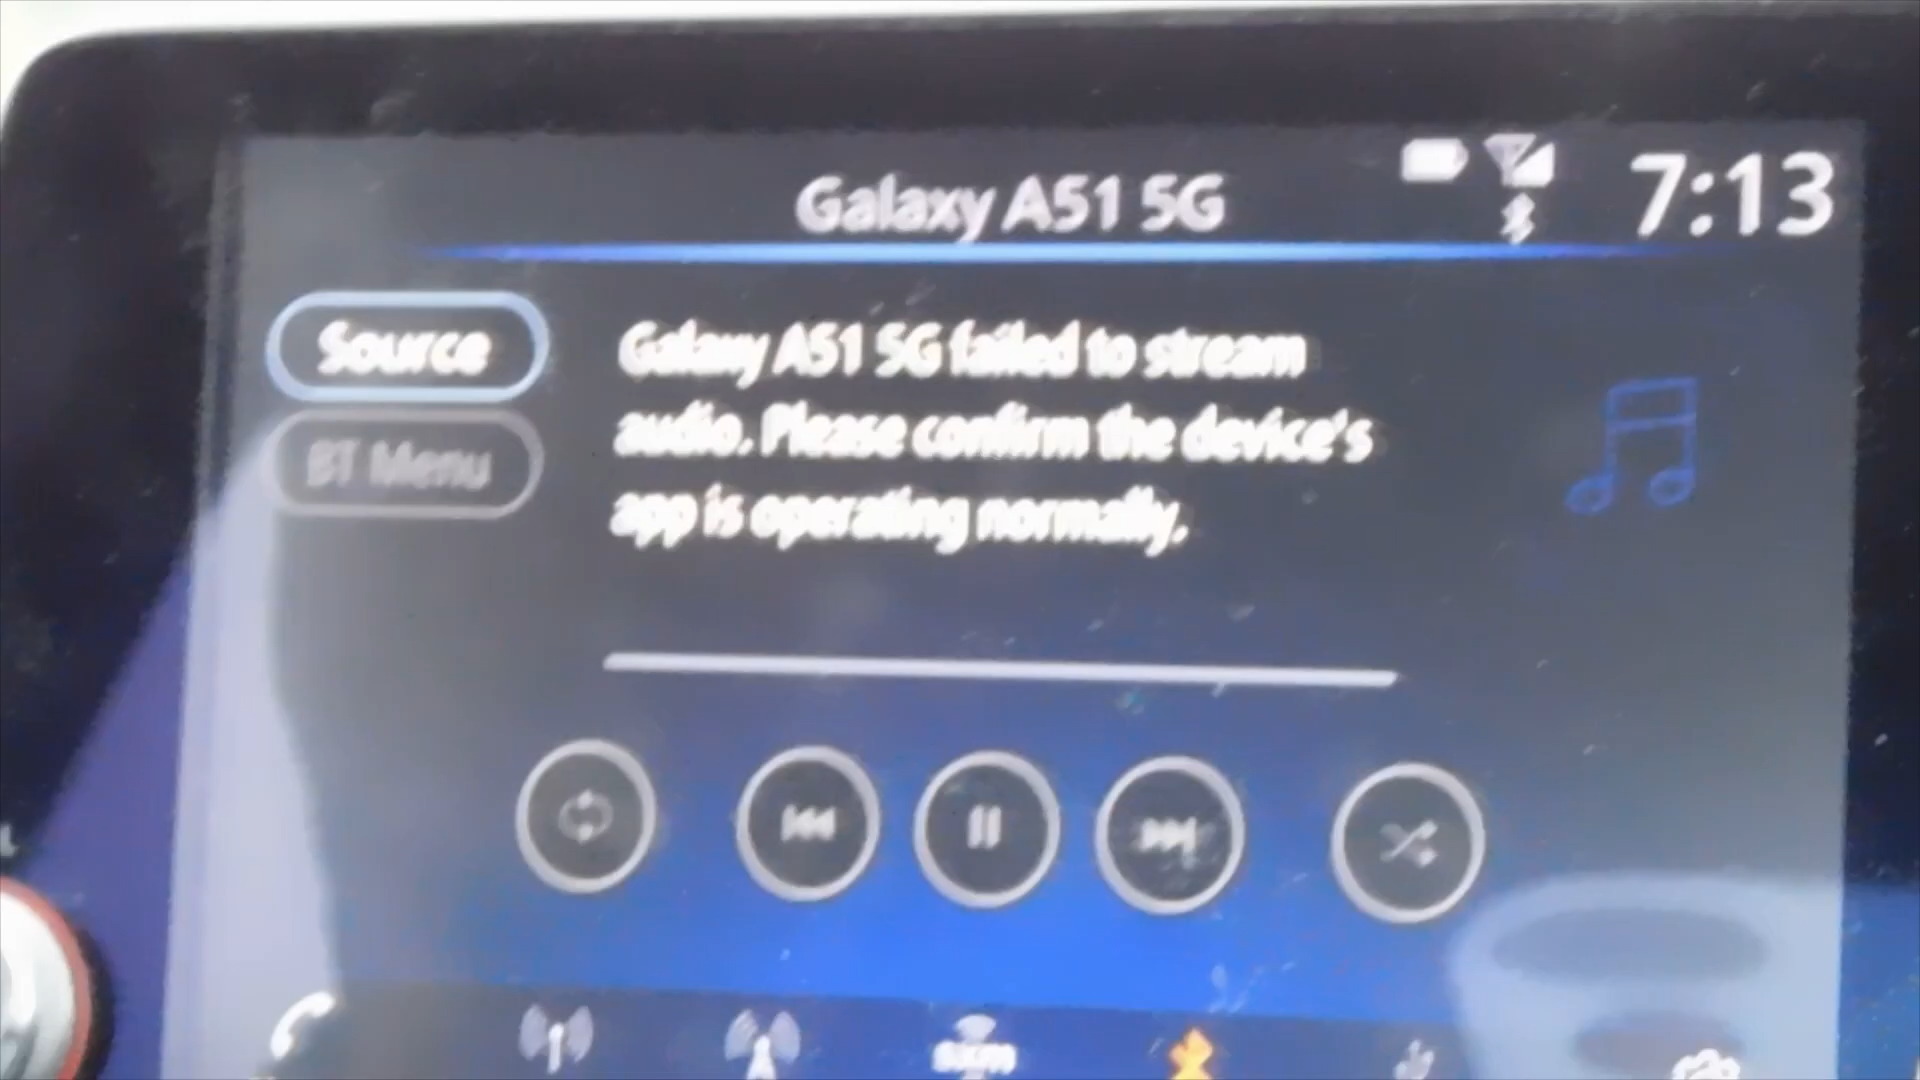 Galaxy A51 5G
7:13
Source
Galaxy A51 5G failed to stream
audio. Please confirm the device's
app is operating normally.
BT Menu